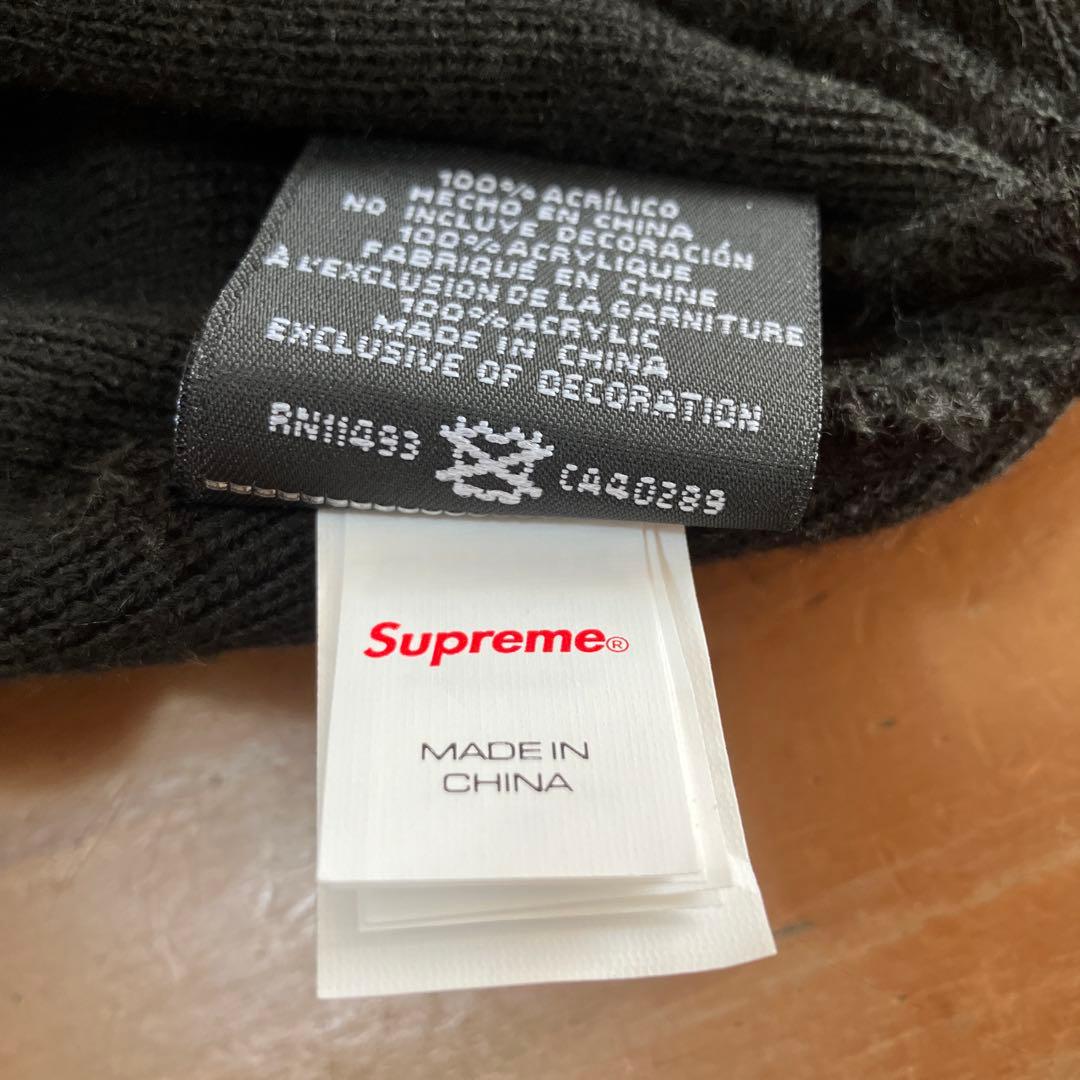 100% ACRÍLICO
HECHO EN CHINA
NO INCLUYE DECORACIÓN
100% ACRYLIQUE
FABRIQUÉ EN CHINE
À L'EXCLUSION DE LA GARNITURE
100% ACRYLIC
MADE IN CHINA
EXCLUSIVE OF DECORATION
RN11493 CA40289
Supreme®
MADE IN
CHINA